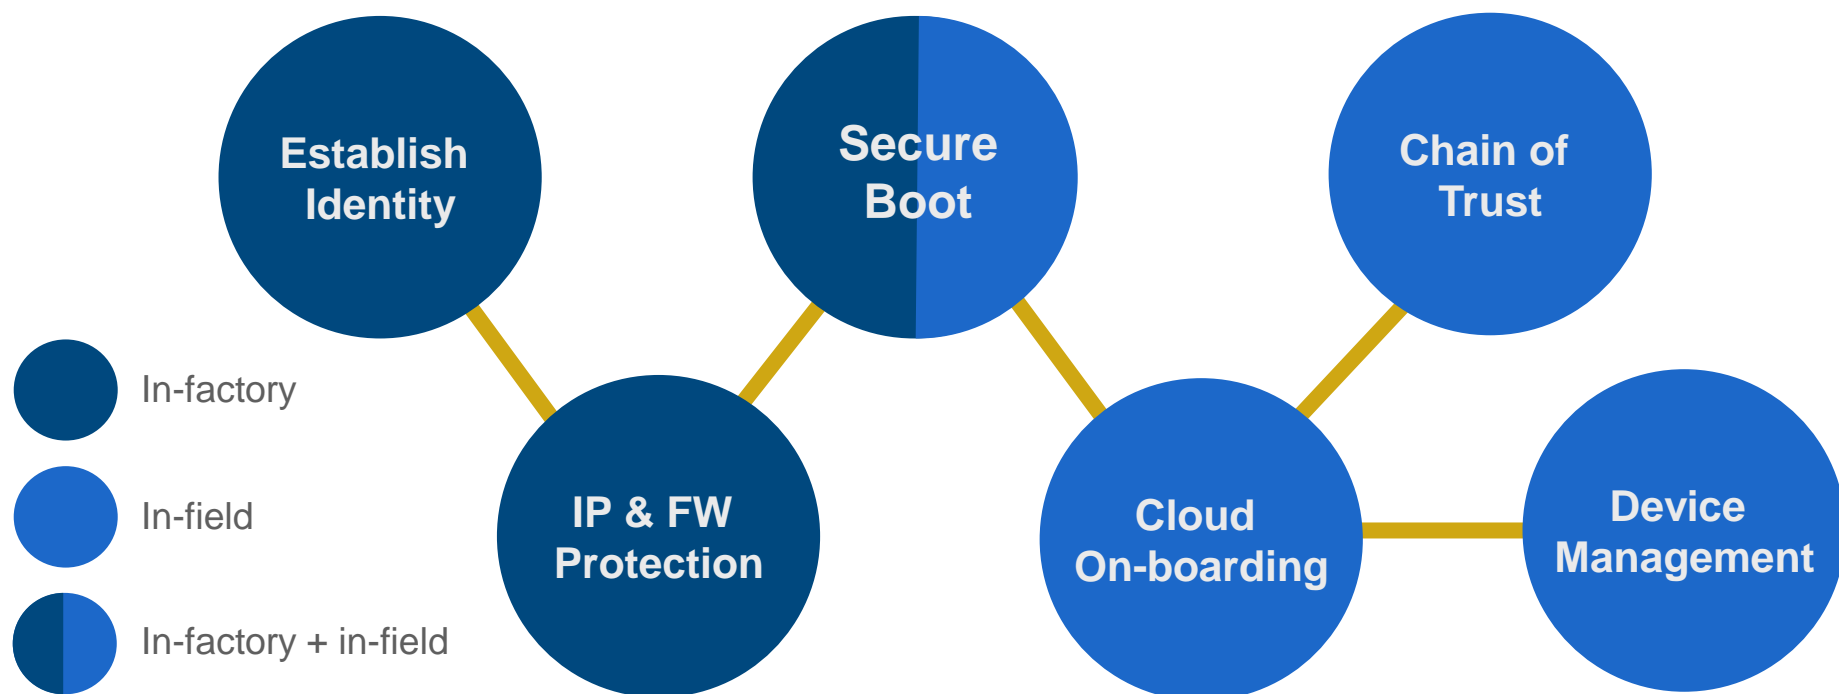 Establish
Identity
Secure
Boot
Chain of
Trust
In-factory
In-field
In-factory + in-field
IP & FW
Protection
Cloud
On-boarding
Device
Management